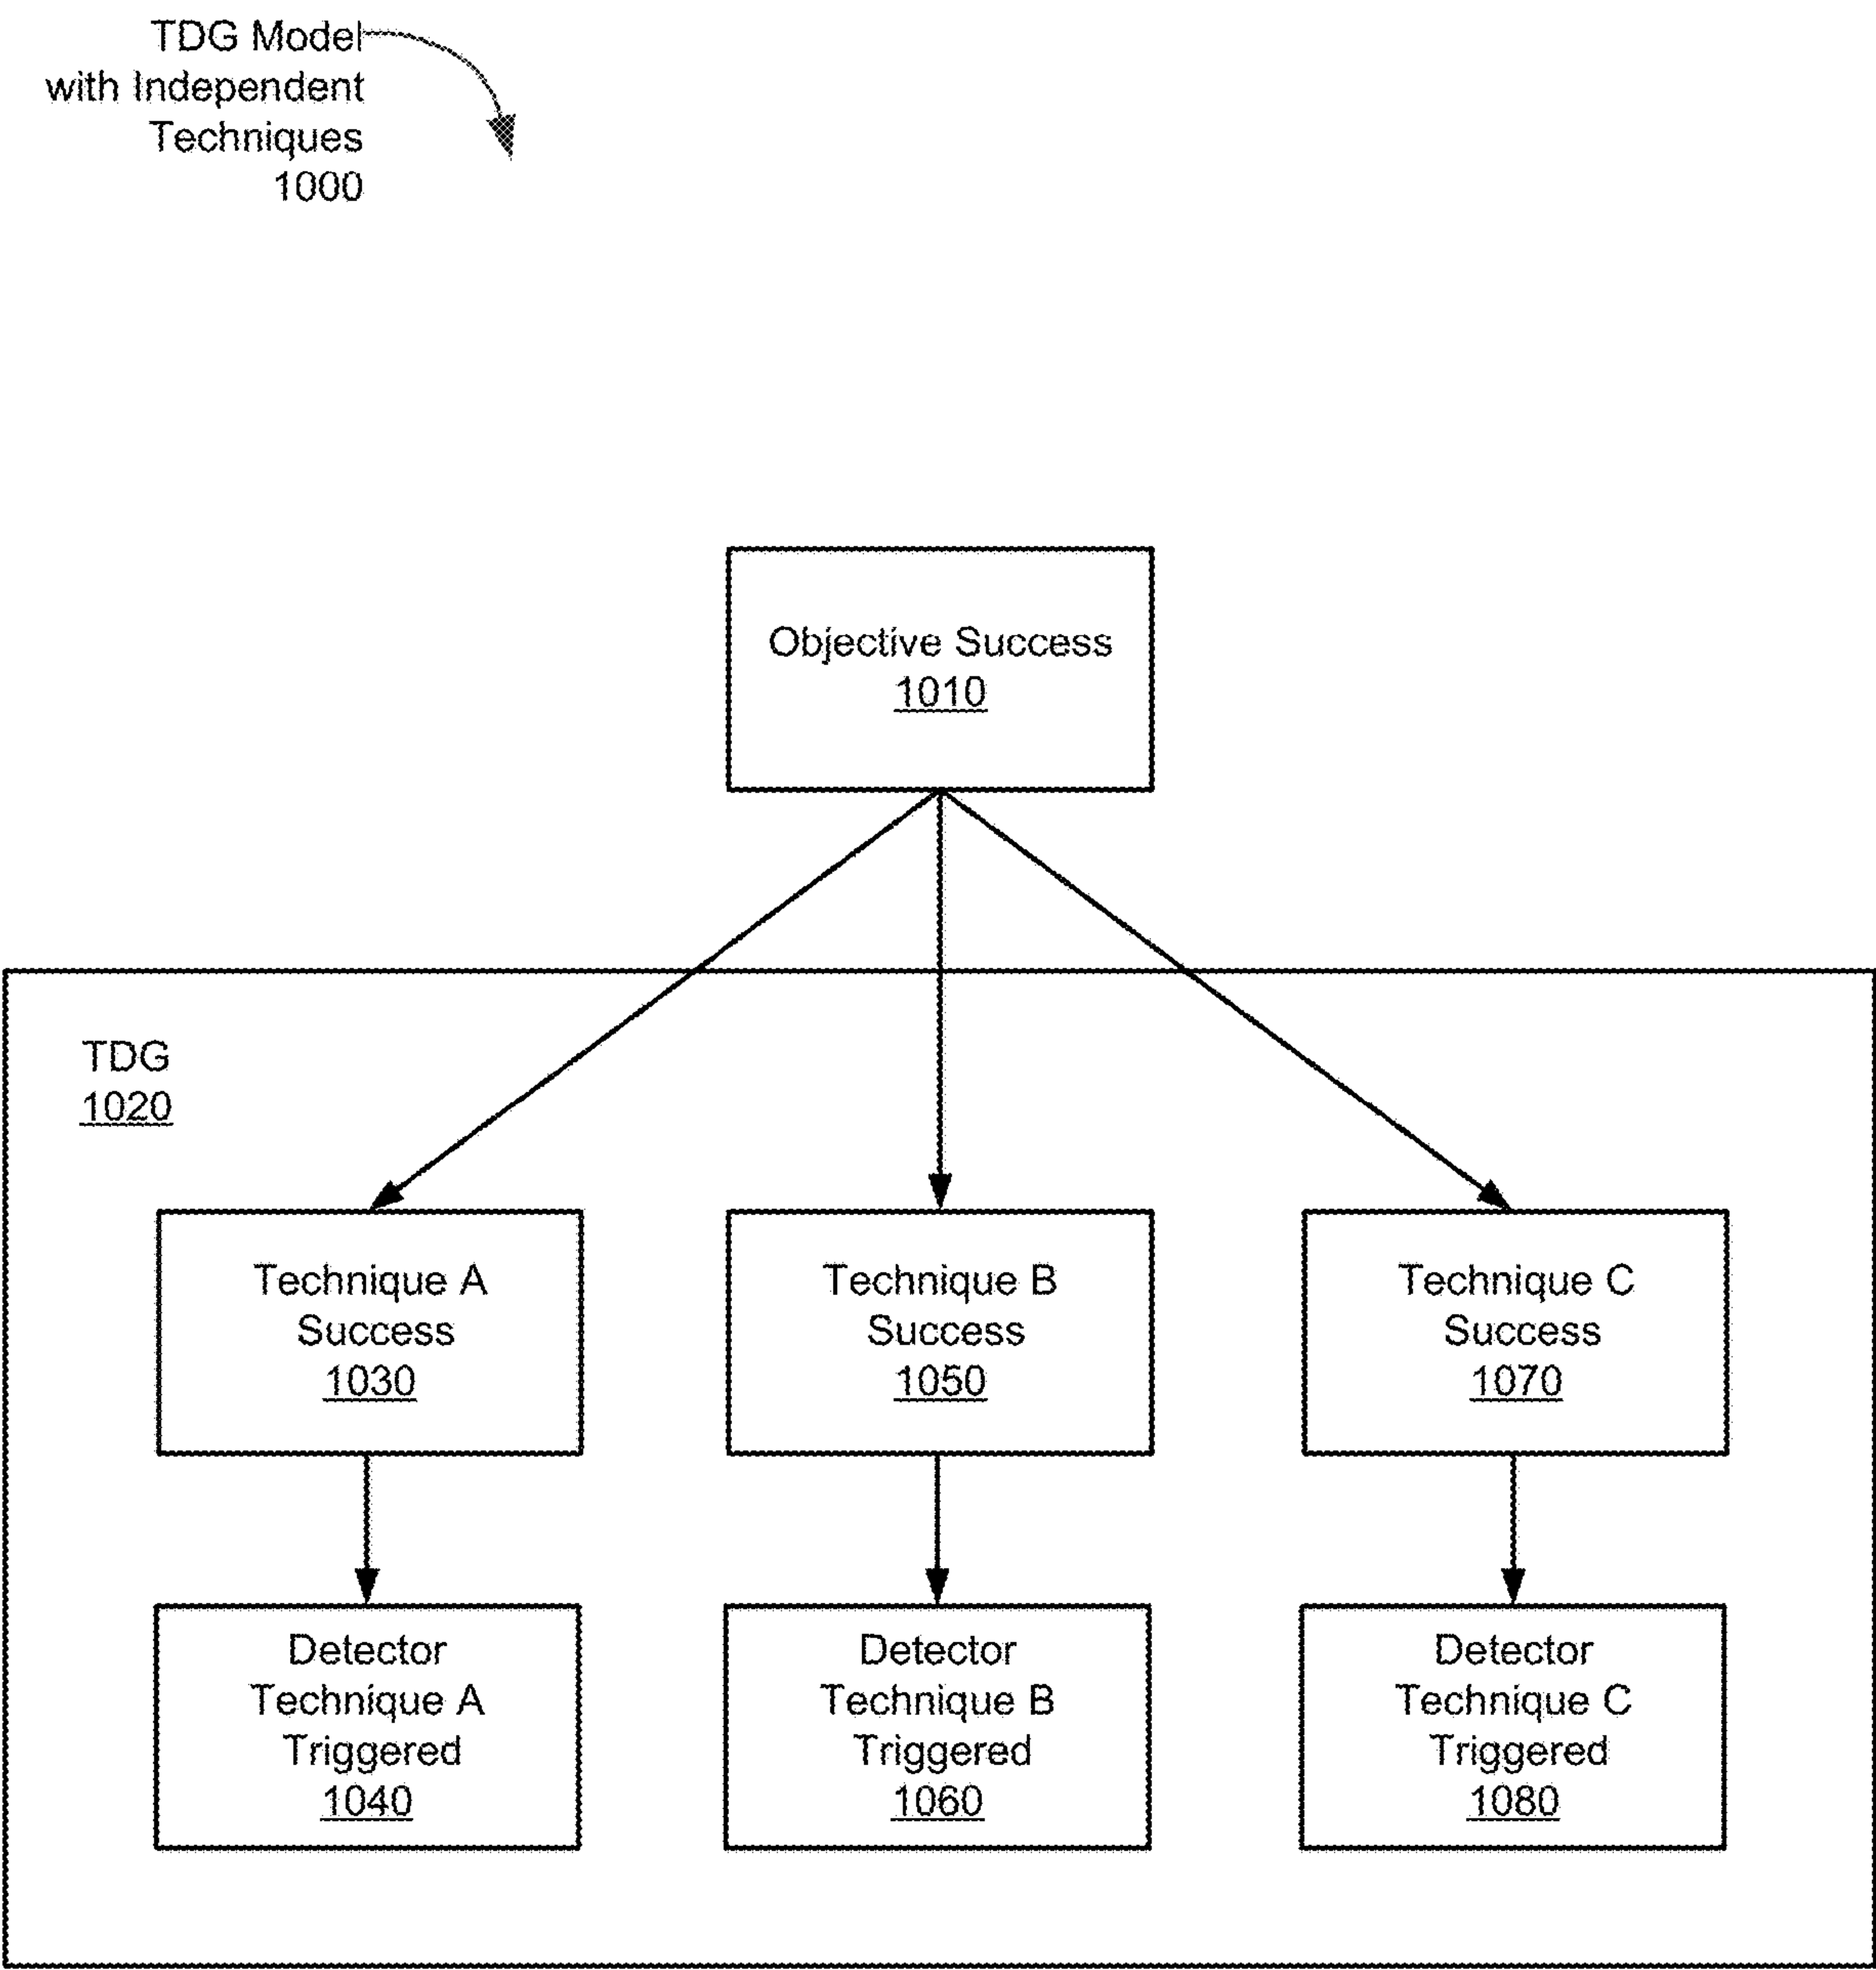 TDG Model
with Independent
Techniques
1000
Objective Success
1010
TDG
1020
Technique A
Success
1030
Technique B
Success
1050
Technique C
Success
1070
Detector
Technique A
Triggered
1040
Detector
Technique B
Triggered
1060
Detector
Technique C
Triggered
1080